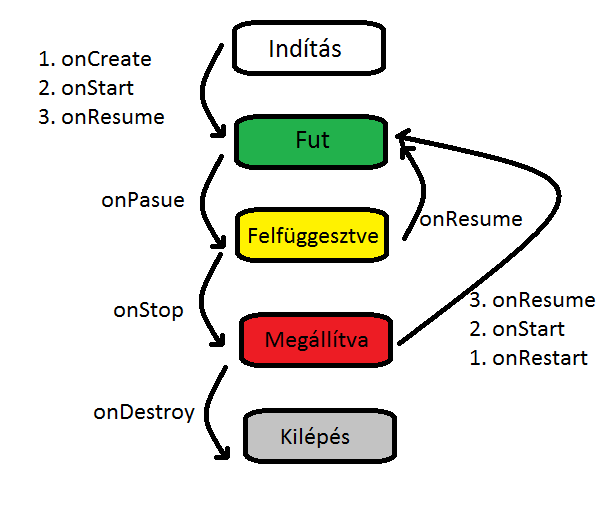 Indítás
1. onCreate
2. onStart
3. onResume
Fut
onPasue
Felfüggesztve
onResume
onStop
3. onResume
2. onStart
1. onRestart
Megállítva
onDestroy
Kilépés